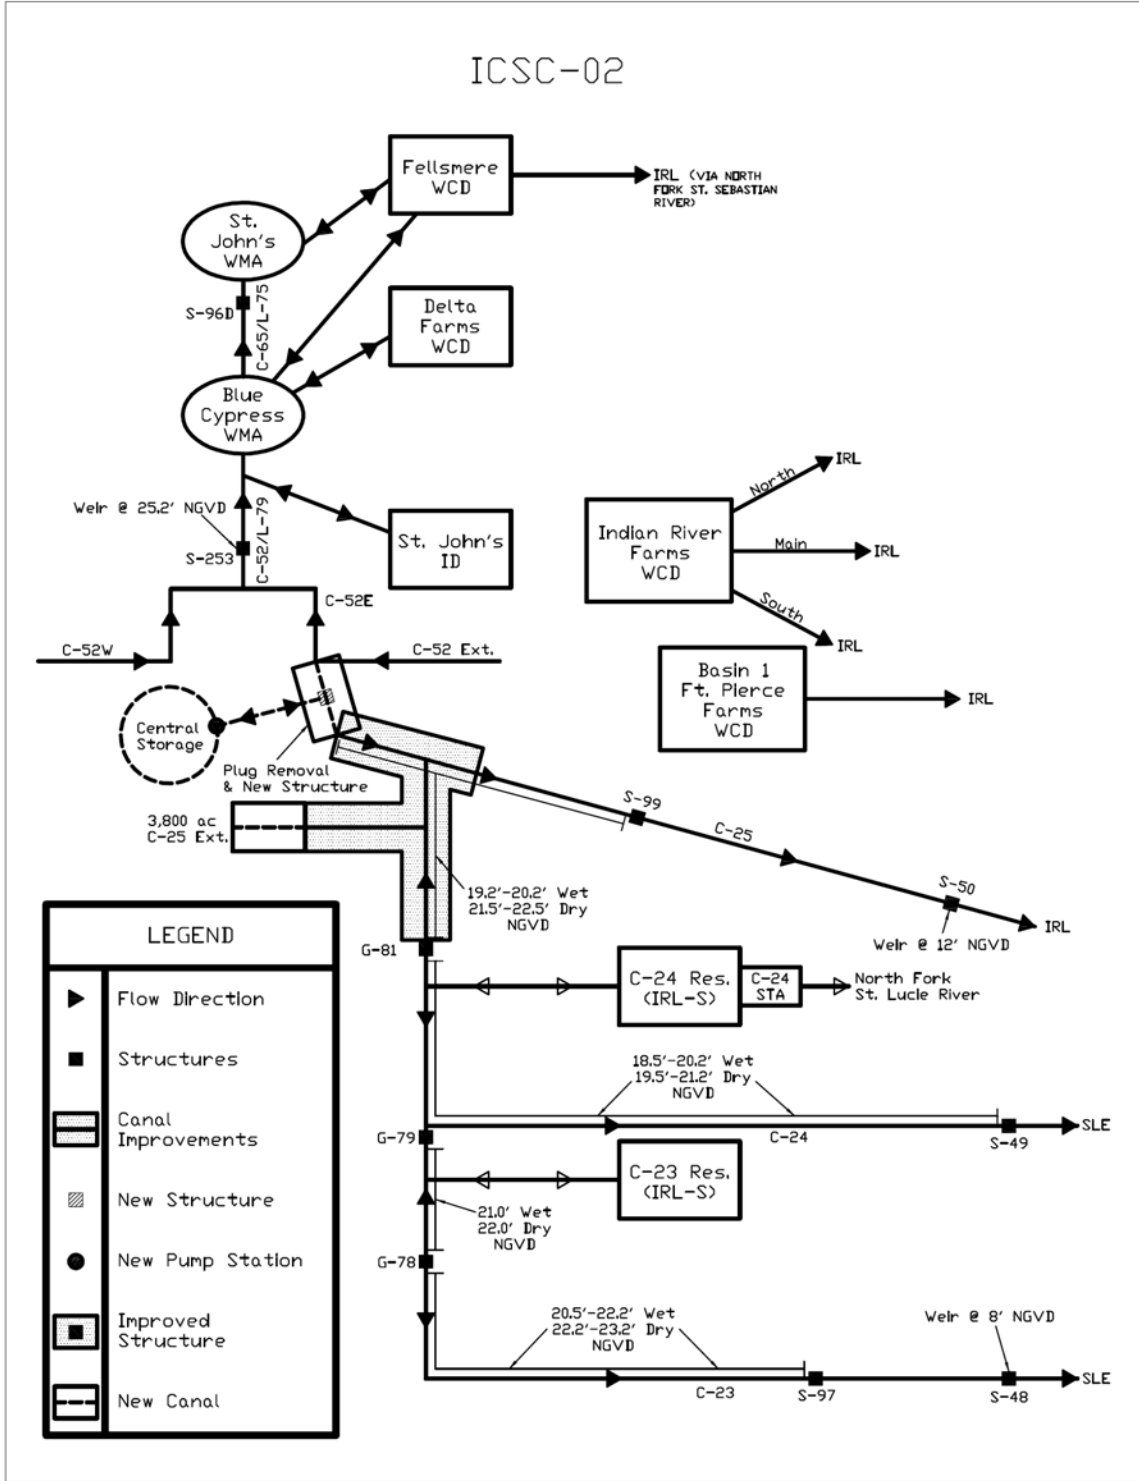 ICSC-02
Fellsmere
WCD
IRL (VIA NORTH
FORK ST. SEBASTIAN
RIVER)
St.
John's
WMA
S-96D
C-65/L-75
Delta
Farms
WCD
Blue
Cypress
WMA
Weir @ 25.2' NGVD
S-253
C-52/L-79
St. John's
ID
C-52E
C-52W
C-52 Ext.
North
IRL
Indian River
Farms
WCD
Main
IRL
South
IRL
Basin 1
Ft. Pierce
Farms
WCD
IRL
Central
Storage
Plug Removal
& New Structure
3,800 ac
C-25 Ext.
S-99
C-25
S-50
IRL
Weir @ 12' NGVD
19.2'-20.2' Wet
21.5'-22.5' Dry
NGVD
G-81
C-24 Res.
(IRL-S)
C-24
STA
North Fork
St. Lucie River
18.5'-20.2' Wet
19.5'-21.2' Dry
NGVD
G-79
C-24
S-49
SLE
C-23 Res.
(IRL-S)
21.0' Wet
22.0' Dry
NGVD
G-78
20.5'-22.2' Wet
22.2'-23.2' Dry
NGVD
Weir @ 8' NGVD
C-23
S-97
S-48
SLE
LEGEND
Flow Direction
Structures
Canal
Improvements
New Structure
New Pump Station
Improved
Structure
New Canal